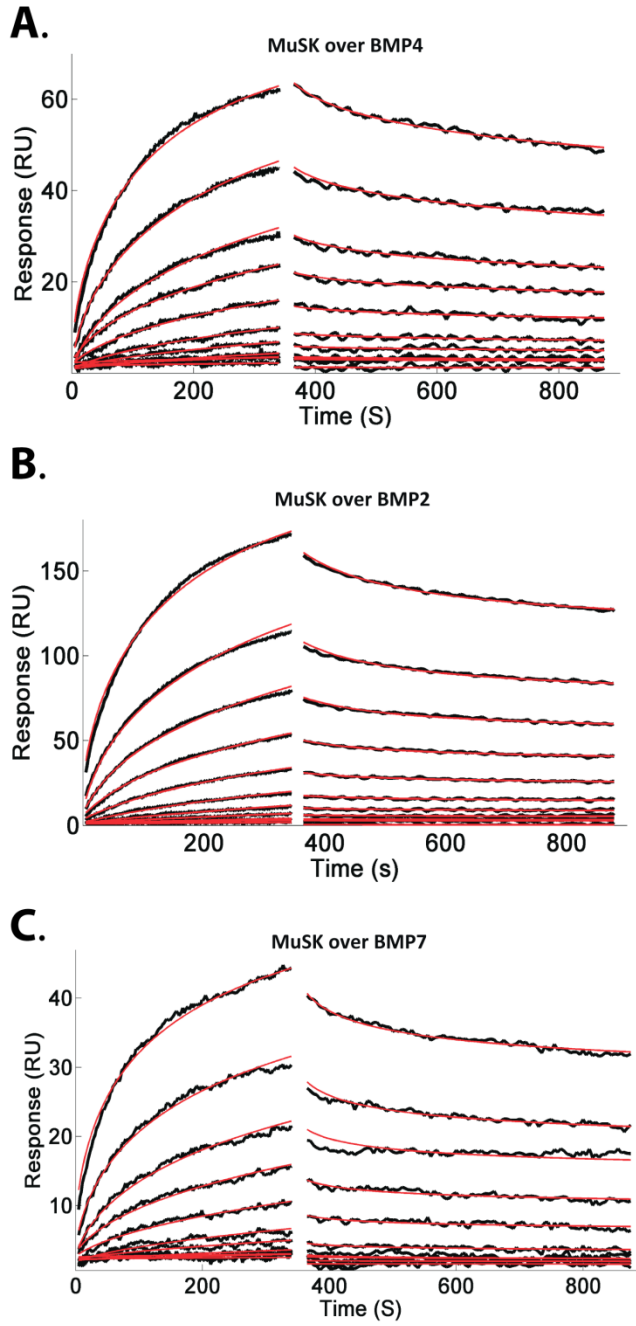 A.
MuSK over BMP4
Response (RU)
60
40
20
0
200
400
600
800
Time (S)
B.
MuSK over BMP2
Response (RU)
150
100
50
0
200
400
600
800
Time (s)
C.
MuSK over BMP7
Response (RU)
40
30
20
10
0
200
400
600
800
Time (S)